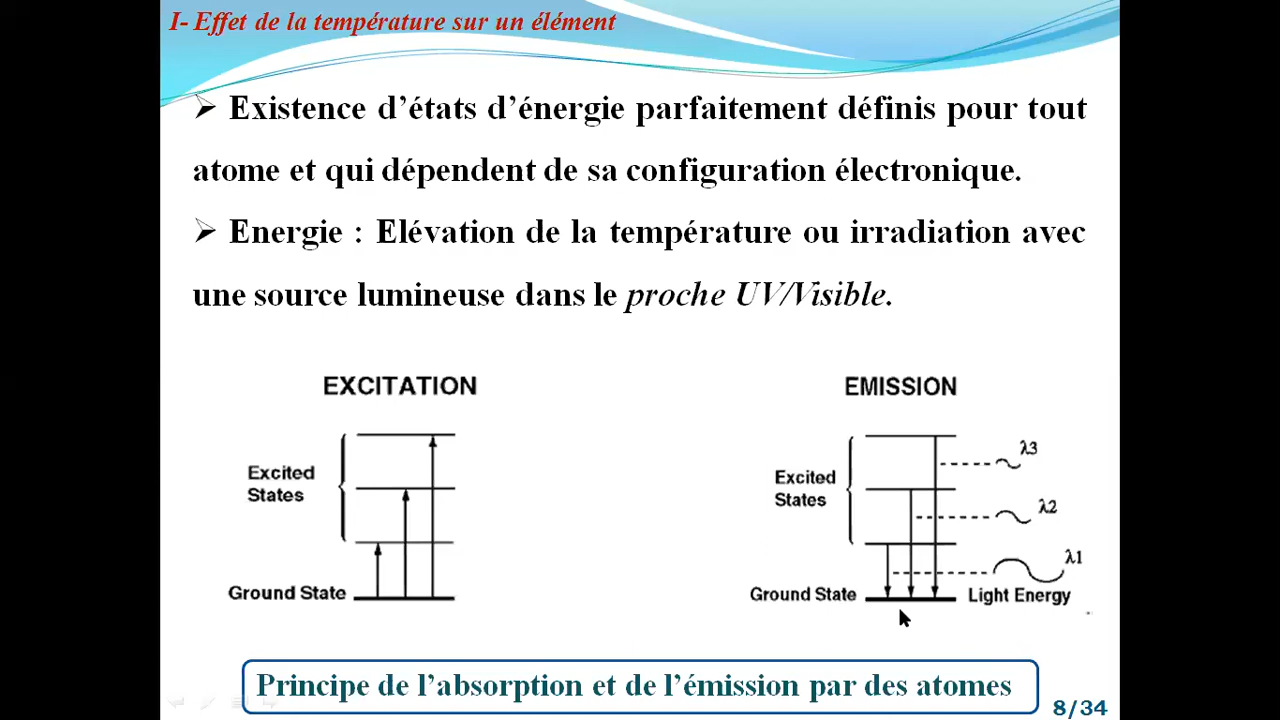 I- Effet de la température sur un élément
➢ Existence d’états d’énergie parfaitement définis pour tout
atome et qui dépendent de sa configuration électronique.
➢ Energie : Elévation de la température ou irradiation avec
une source lumineuse dans le proche UV/Visible.
EXCITATION
Excited
States
Ground State
EMISSION
Excited
States
λ3
λ2
λ1
Ground State
Light Energy
Principe de l’absorption et de l’émission par des atomes
8/34